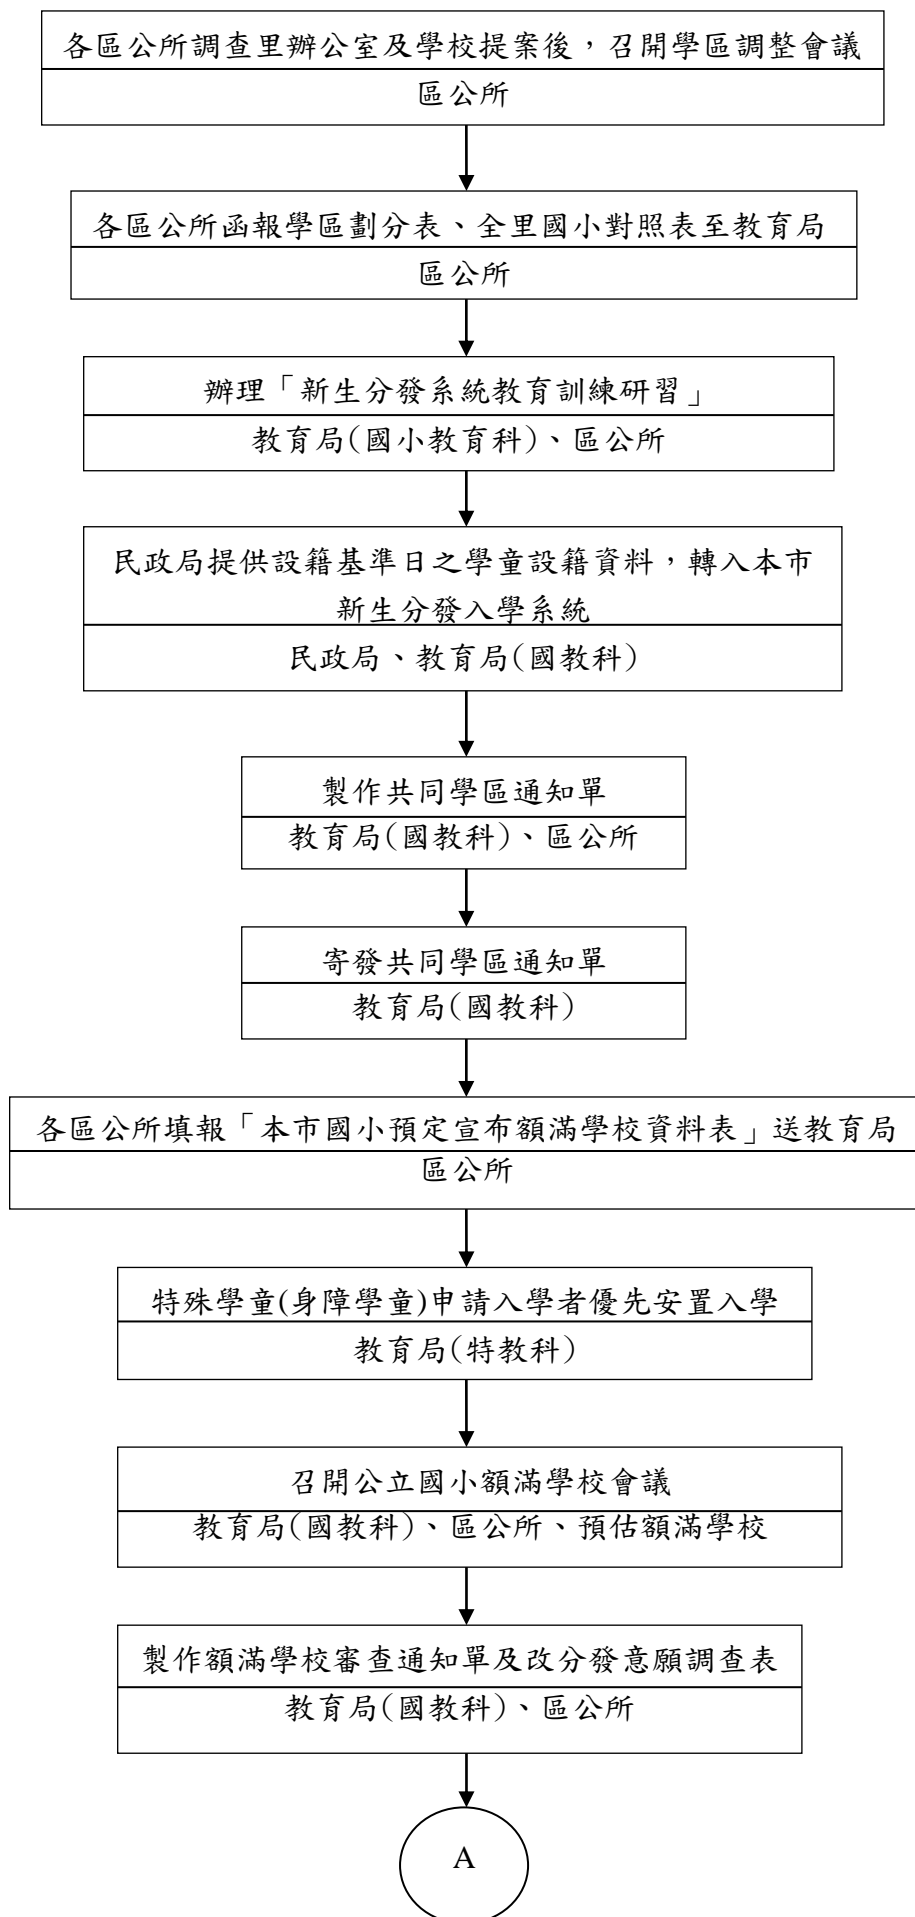 各區公所調查里辦公室及學校提案後，召開學區調整會議
區公所
各區公所函報學區劃分表、全里國小對照表至教育局
區公所
辦理「新生分發系統教育訓練研習」
教育局(國小教育科)、區公所
民政局提供設籍基準日之學童設籍資料，轉入本市
新生分發入學系統
民政局、教育局(國教科)
製作共同學區通知單
教育局(國教科)、區公所
寄發共同學區通知單
教育局(國教科)
各區公所填報「本市國小預定宣布額滿學校資料表」送教育局
區公所
特殊學童(身障學童)申請入學者優先安置入學
教育局(特教科)
召開公立國小額滿學校會議
教育局(國教科)、區公所、預估額滿學校
製作額滿學校審查通知單及改分發意願調查表
教育局(國教科)、區公所
A